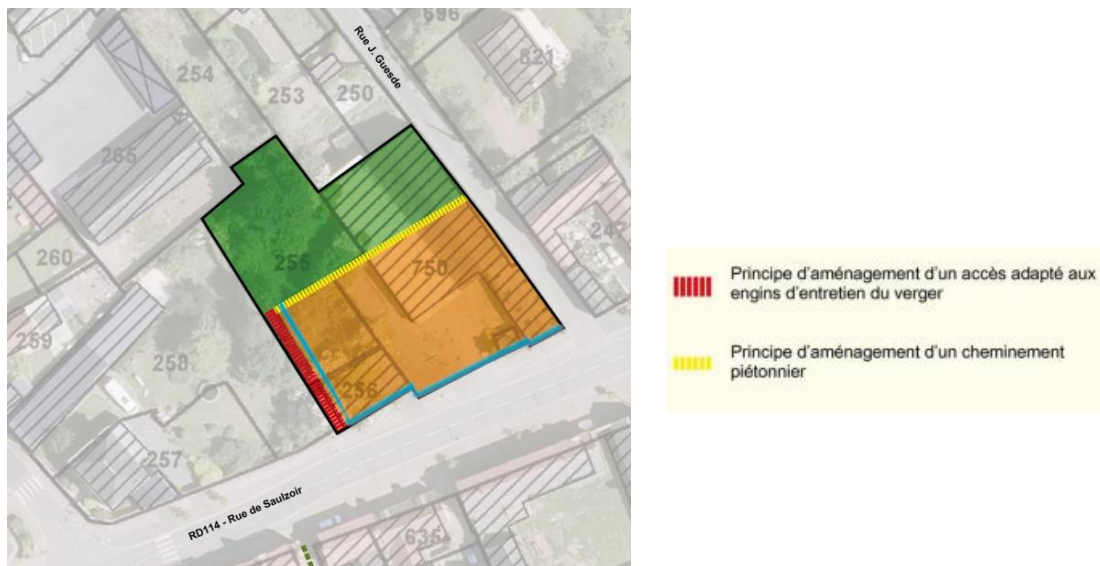 696
Rue J. Guesde
821
254
253
250
265
247
260
255
750
259
258
256
257
RD114 - Rue de Saulzoir
635
Principe d'aménagement d'un accès adapté aux
engins d'entretien du verger
Principe d'aménagement d'un cheminement
piétonnier